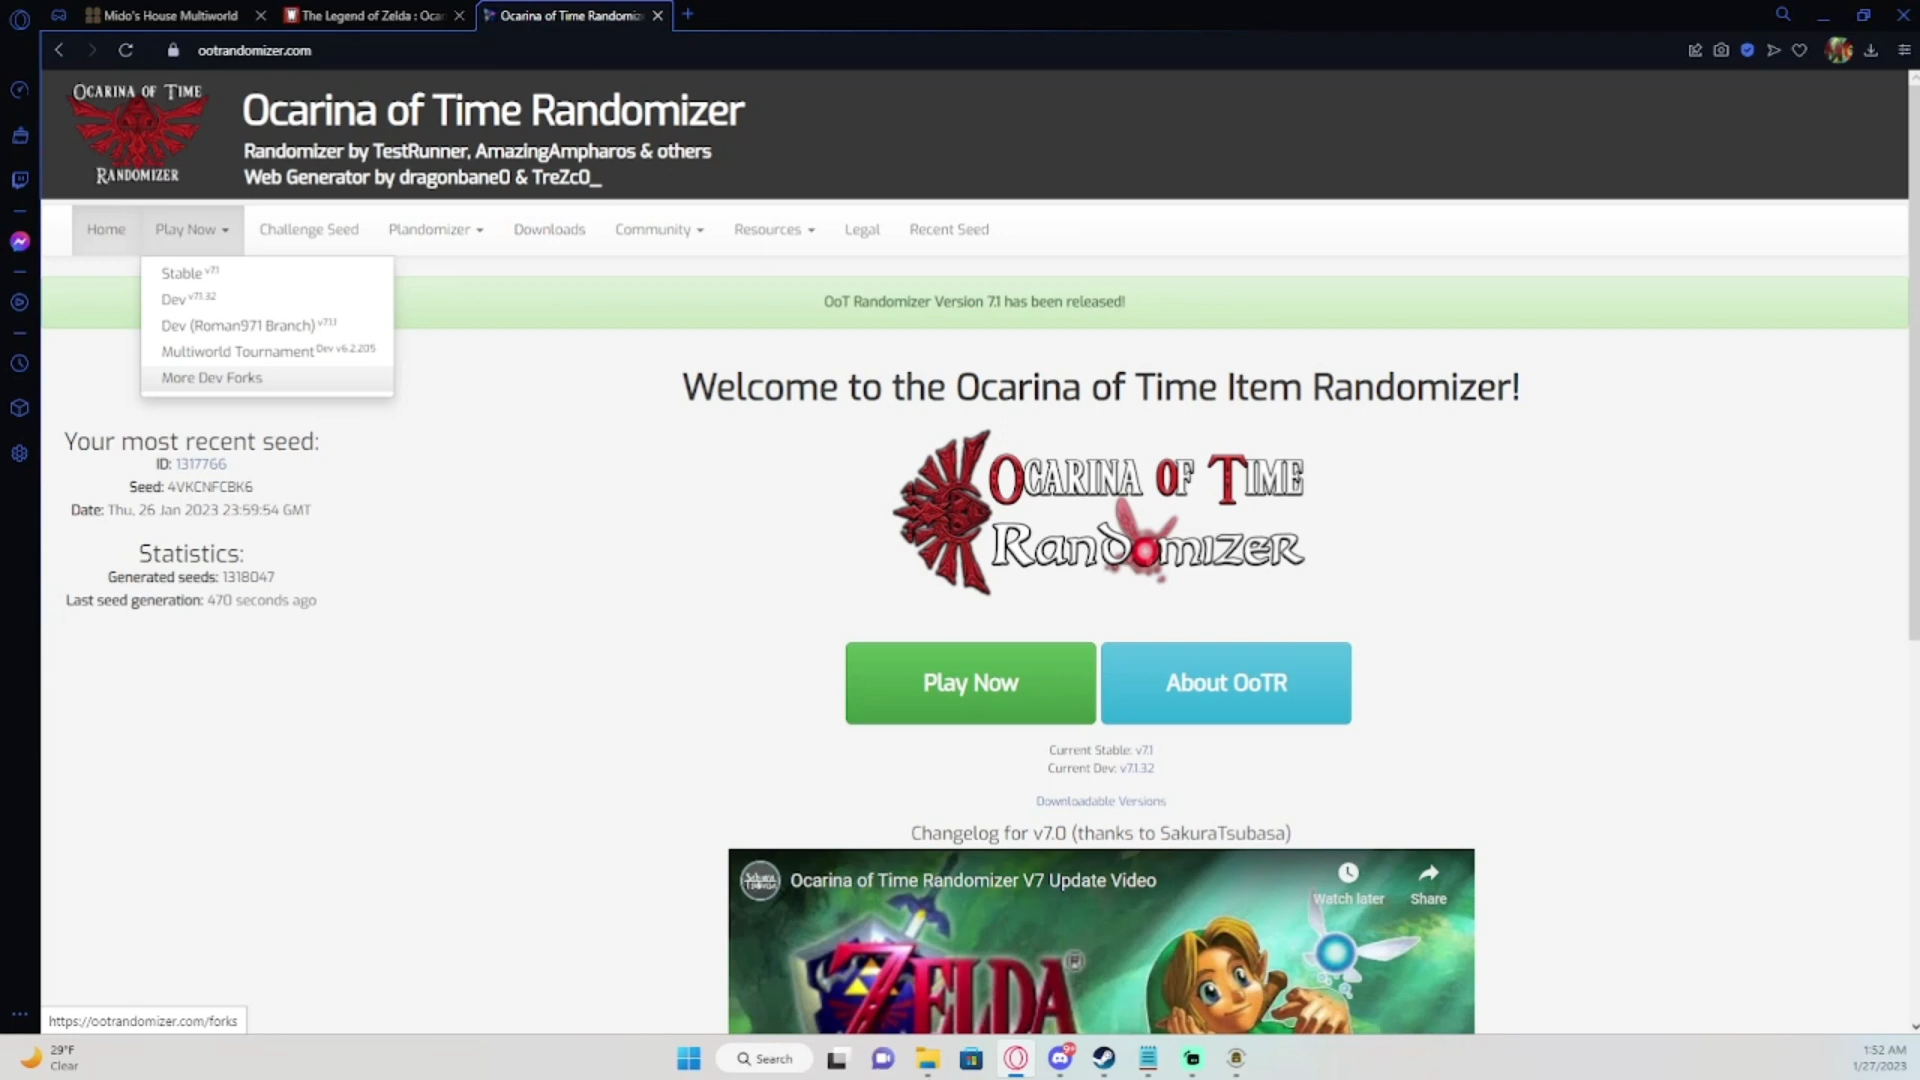 Mido's House Multiworld
The Legend of Zelda : Ocar
Ocarina of Time Randomiz
ootrandomizer.com
OCARINA OF TIME
RANDOMIZER
Ocarina of Time Randomizer
Randomizer by TestRunner, AmazingAmpharos & others
Web Generator by dragonbane0 & TreZc0_
Home
Play Now
Challenge Seed
Plandomizer
Downloads
Community
Resources
Legal
Recent Seed
Stable v7.1
Dev v7.1.32
Dev (Roman971 Branch) v7.1.1
Multiworld Tournament Dev v6.2.205
More Dev Forks
OoT Randomizer Version 7.1 has been released!
Welcome to the Ocarina of Time Item Randomizer!
OCARINA OF TIME
RANDOMIZER
Your most recent seed:
ID: 1317766
Seed: 4VKCNFCBK6
Date: Thu, 26 Jan 2023 23:59:54 GMT
Statistics:
Generated seeds: 1318047
Last seed generation: 470 seconds ago
Play Now
About OoTR
Current Stable: v7.1
Current Dev: v7.1.32
Downloadable Versions
Changelog for v7.0 (thanks to SakuraTsubasa)
Sakura
Tsubasa
Ocarina of Time Randomizer V7 Update Video
Watch later
Share
ZELDA
®
https://ootrandomizer.com/forks
29°F
Clear
Search
9+
1:52 AM
1/27/2023